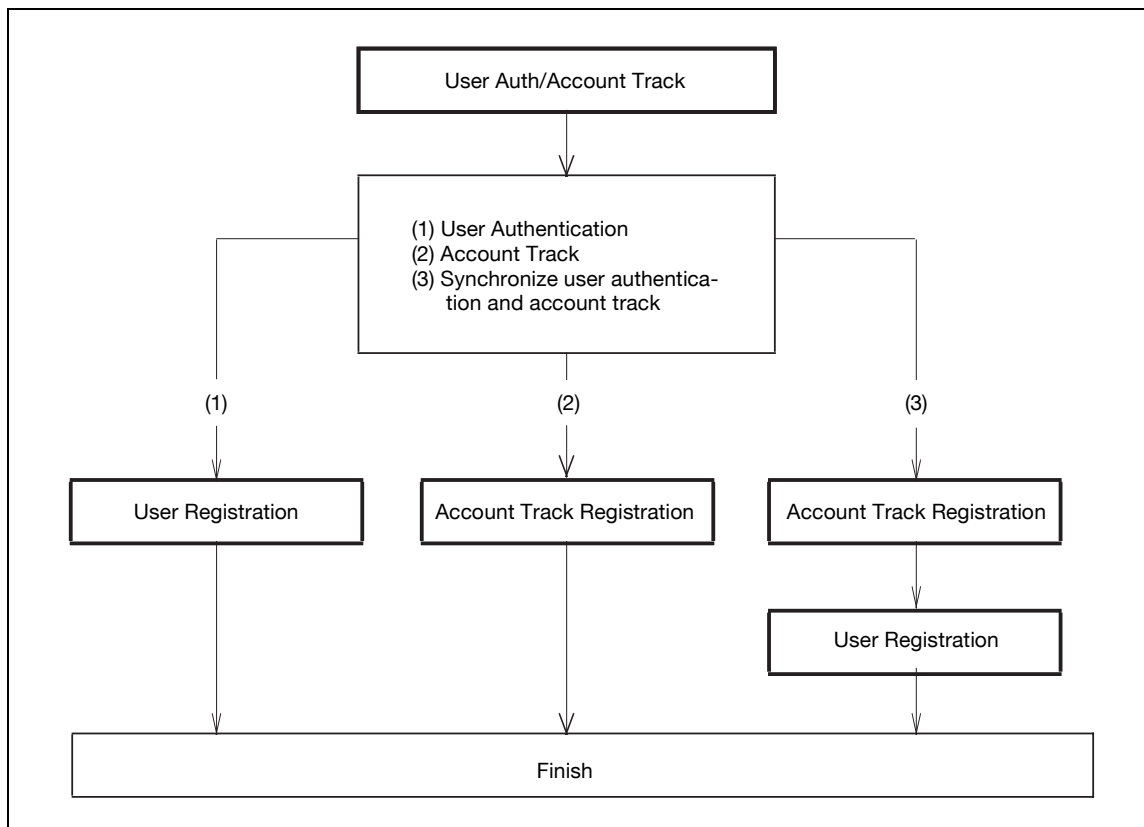 User Auth/Account Track
(1) User Authentication
(2) Account Track
(3) Synchronize user authentica-
tion and account track
(1)
(2)
(3)
User Registration
Account Track Registration
Account Track Registration
User Registration
Finish